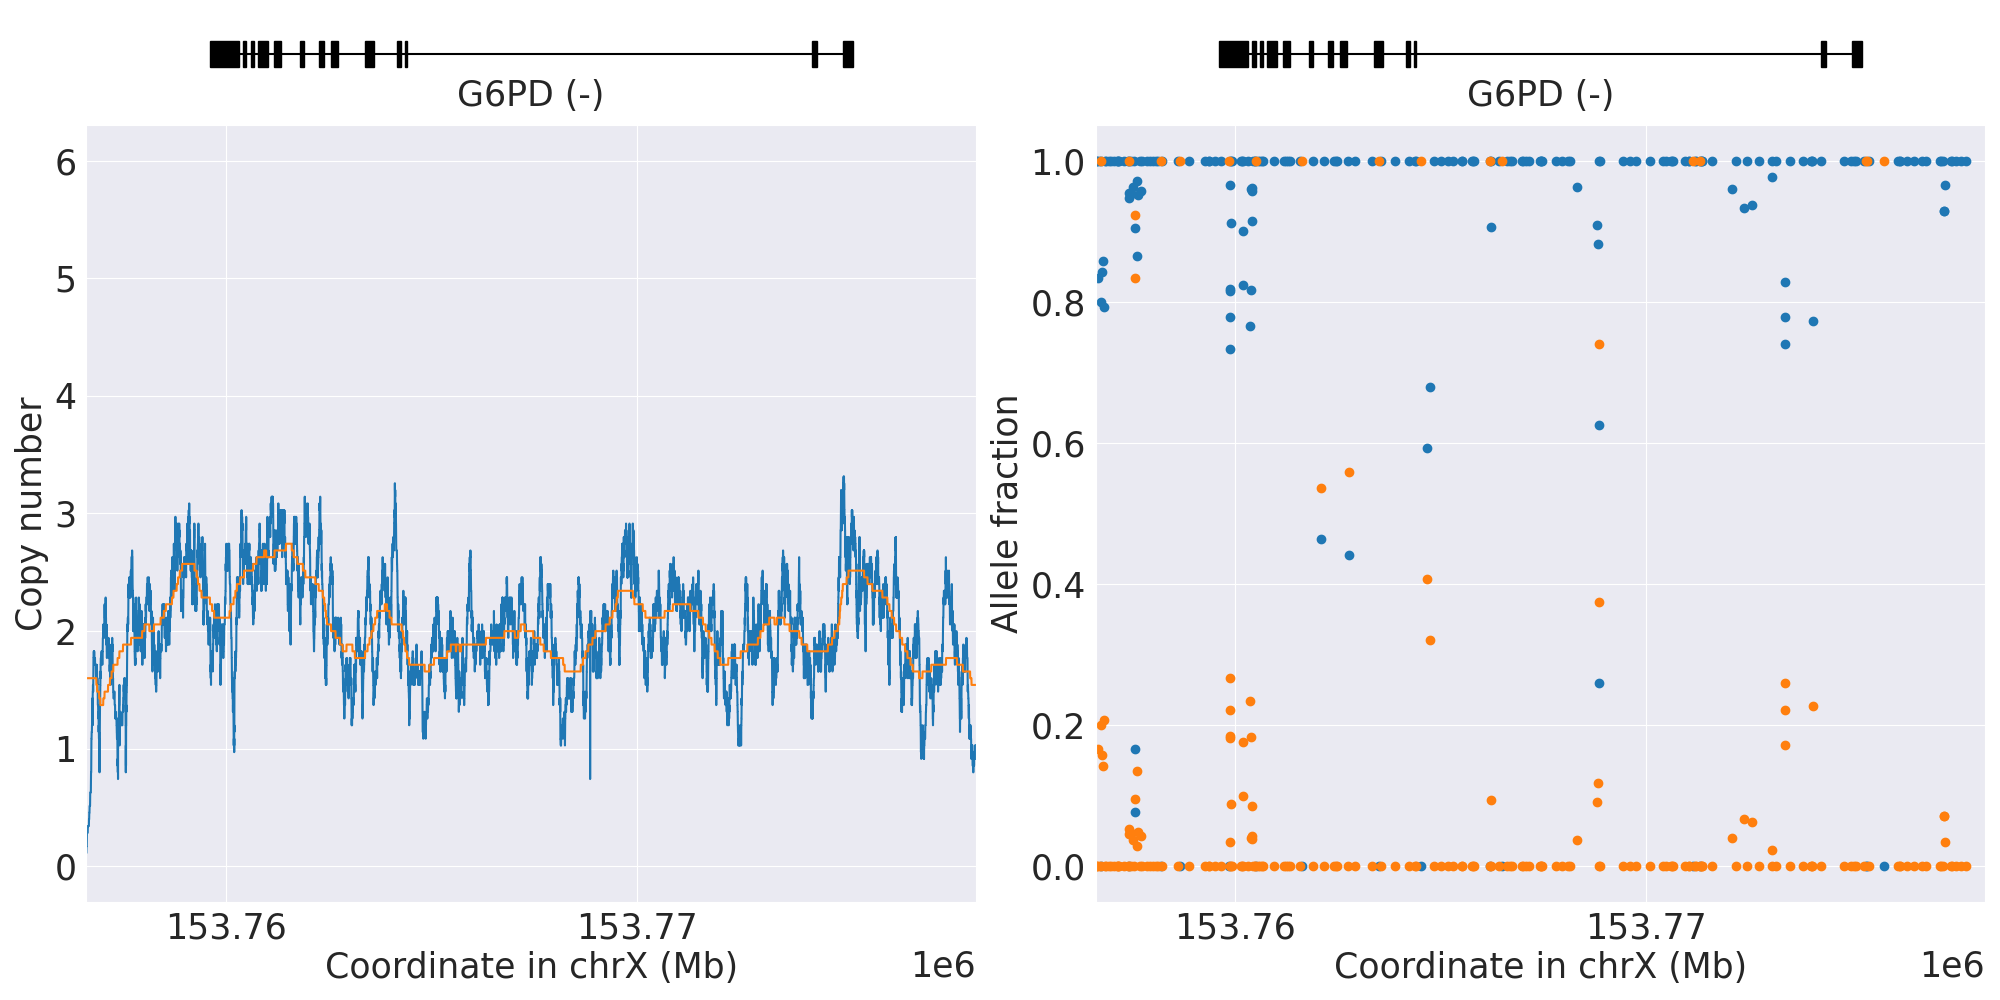 G6PD (-)
6
5
4
3
2
1
0
Copy number
153.76
153.77
Coordinate in chrX (Mb)
1e6
G6PD (-)
1.0
0.8
0.6
0.4
0.2
0.0
Allele fraction
153.76
153.77
Coordinate in chrX (Mb)
1e6